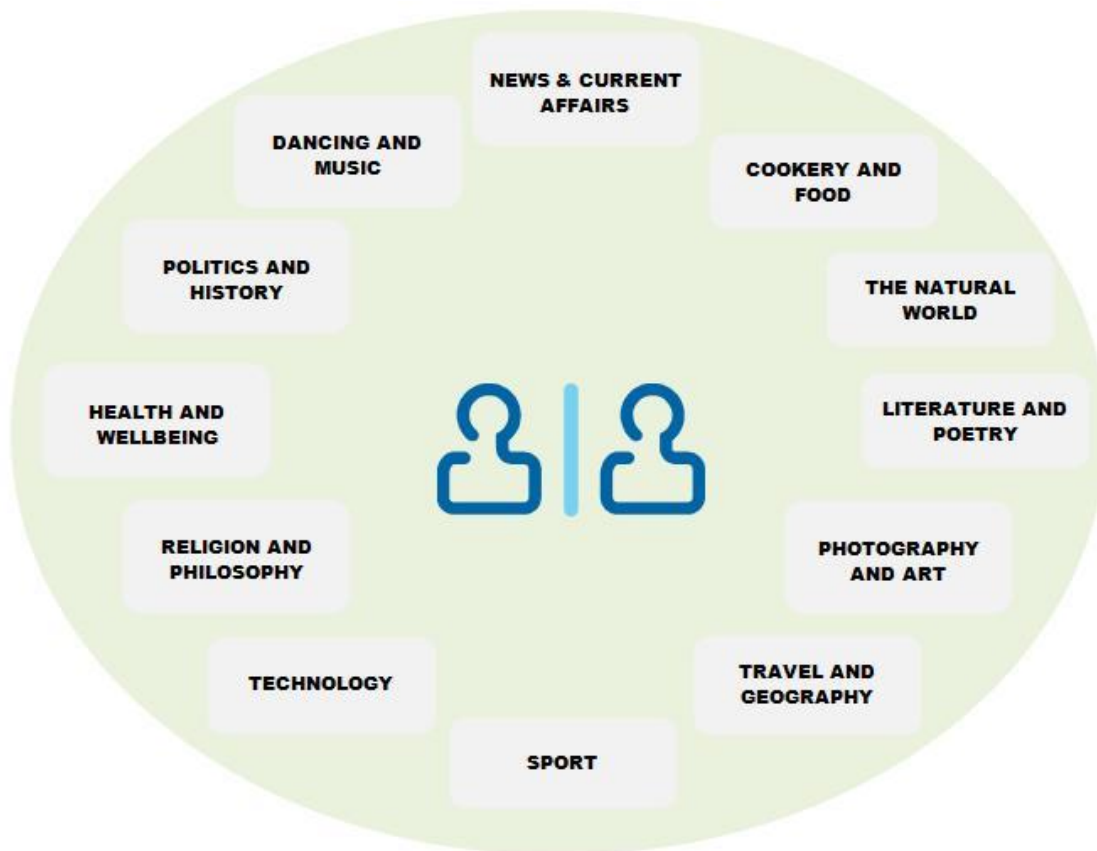 NEWS & CURRENT
AFFAIRS
DANCING AND
MUSIC
COOKERY AND
FOOD
POLITICS AND
HISTORY
THE NATURAL
WORLD
HEALTH AND
WELLBEING
LITERATURE AND
POETRY
RELIGION AND
PHILOSOPHY
PHOTOGRAPHY
AND ART
TECHNOLOGY
TRAVEL AND
GEOGRAPHY
SPORT